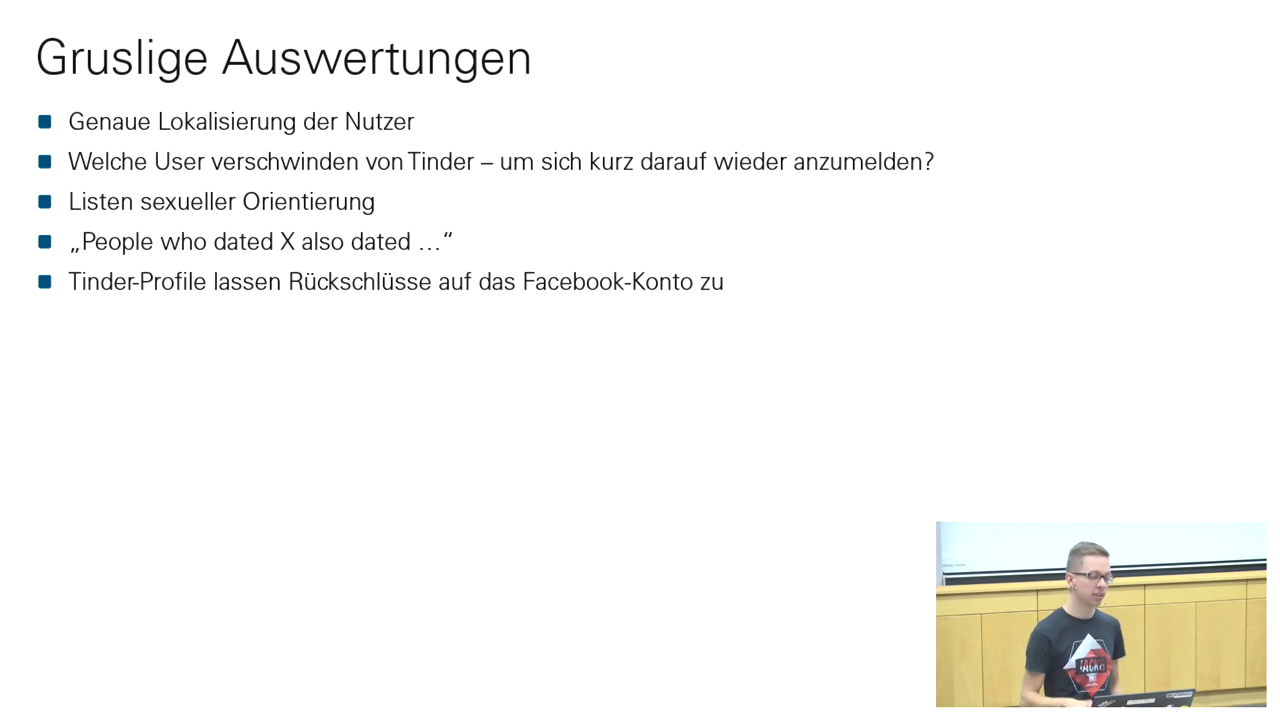 Gruslige Auswertungen
Genaue Lokalisierung der Nutzer
Welche User verschwinden von Tinder – um sich kurz darauf wieder anzumelden?
Listen sexueller Orientierung
„People who dated X also dated …“
Tinder-Profile lassen Rückschlüsse auf das Facebook-Konto zu